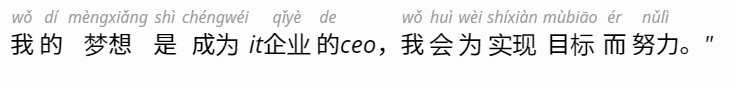 wǒ dí mèngxiǎng shì chéngwéi qǐyè de wǒ huì wèi shíxiàn mùbiāo ér nǔlì
我 的 梦想 是 成为 it企业 的ceo，我 会 为 实现 目标 而 努力。"